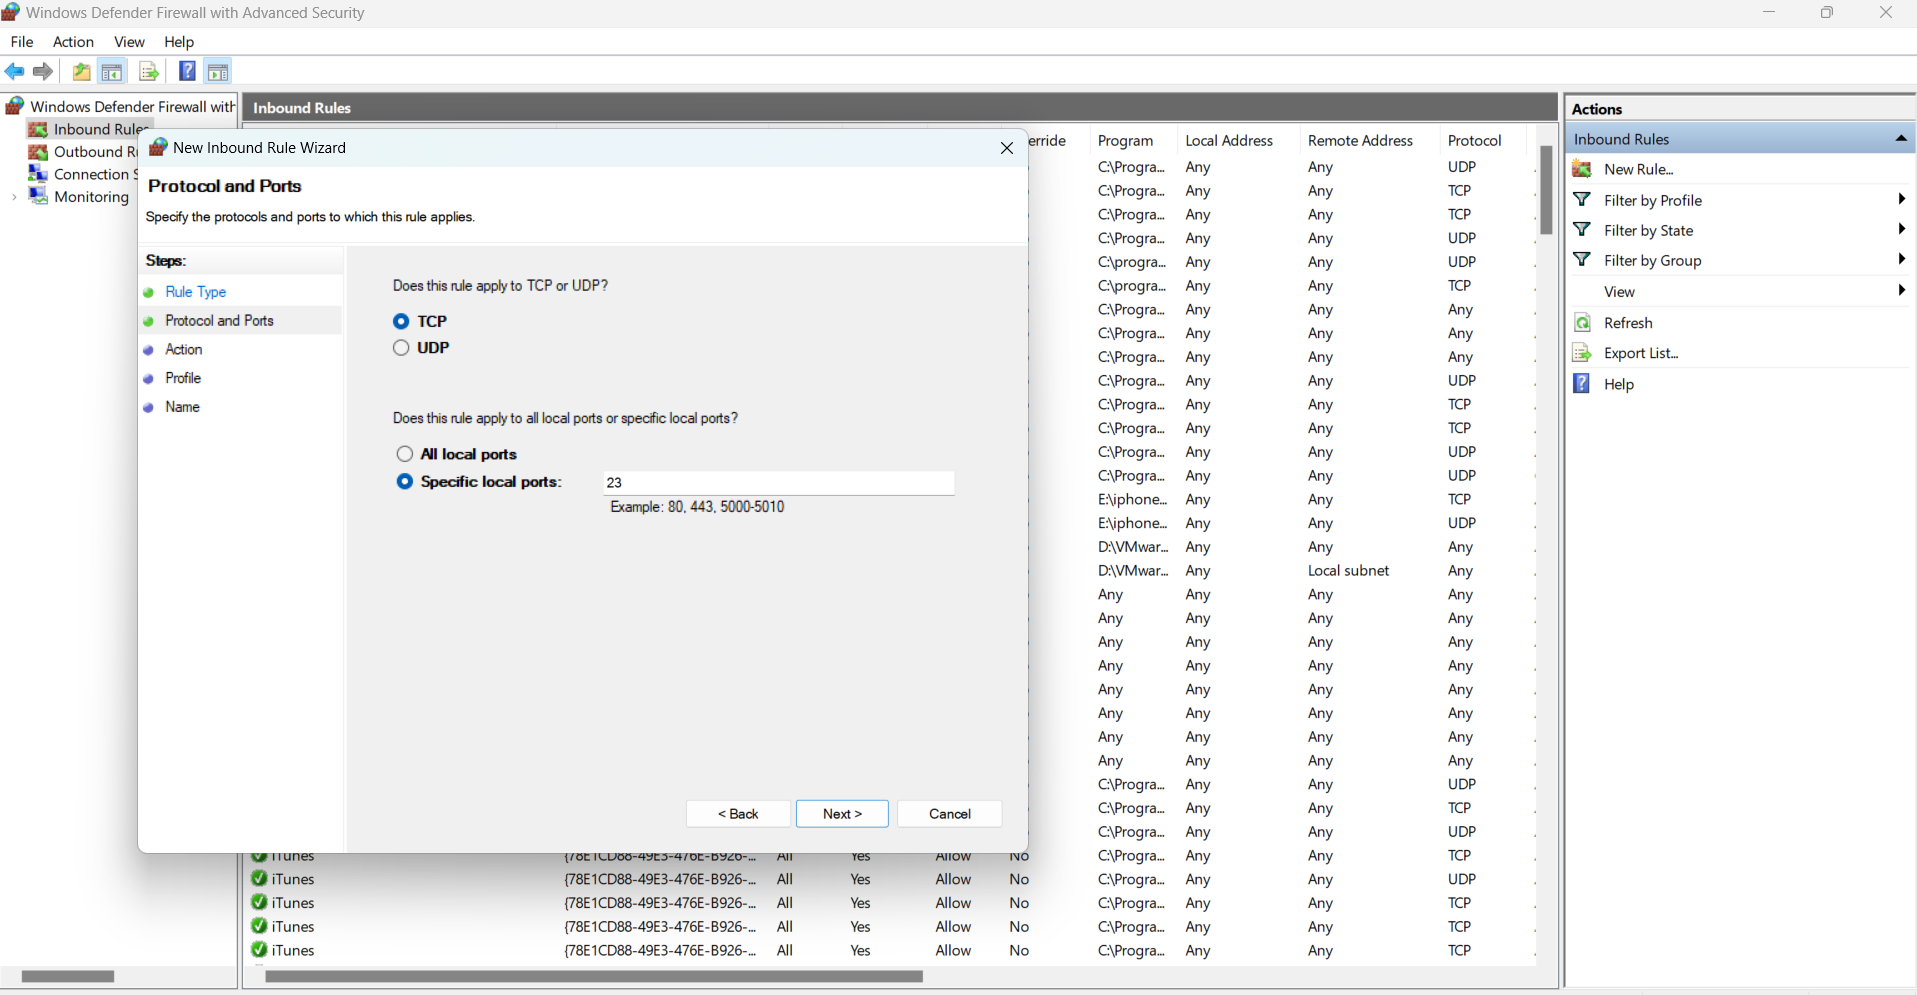 Windows Defender Firewall with Advanced Security
File Action View Help
Windows Defender Firewall with
Inbound Rules
Outbound
Connection
Monitoring
Inbound Rules
Program Local Address Remote Address Protocol
C:\Progra... Any Any UDP
C:\Progra... Any Any TCP
C:\Progra... Any Any TCP
C:\Progra... Any Any UDP
C:\progra... Any Any UDP
C:\progra... Any Any TCP
C:\Progra... Any Any Any
C:\Progra... Any Any Any
C:\Progra... Any Any Any
C:\Progra... Any Any UDP
C:\Progra... Any Any TCP
C:\Progra... Any Any TCP
C:\Progra... Any Any UDP
C:\Progra... Any Any UDP
E:\iphone... Any Any TCP
E:\iphone... Any Any UDP
D:\VMwar... Any Any Any
D:\VMwar... Any Local subnet Any
Any Any Any Any
Any Any Any Any
Any Any Any Any
Any Any Any Any
Any Any Any Any
Any Any Any Any
Any Any Any Any
Any Any Any Any
C:\Progra... Any Any UDP
C:\Progra... Any Any TCP
C:\Progra... Any Any UDP
iTunes {78E1CD88-49E3-476E-B926-... All Yes Allow No C:\Progra... Any Any TCP
iTunes {78E1CD88-49E3-476E-B926-... All Yes Allow No C:\Progra... Any Any UDP
iTunes {78E1CD88-49E3-476E-B926-... All Yes Allow No C:\Progra... Any Any TCP
iTunes {78E1CD88-49E3-476E-B926-... All Yes Allow No C:\Progra... Any Any TCP
iTunes {78E1CD88-49E3-476E-B926-... All Yes Allow No C:\Progra... Any Any TCP
New Inbound Rule Wizard
Protocol and Ports
Specify the protocols and ports to which this rule applies.
Steps:
Rule Type
Protocol and Ports
Action
Profile
Name
Does this rule apply to TCP or UDP?
TCP
UDP
Does this rule apply to all local ports or specific local ports?
All local ports
Specific local ports: 23
Example: 80, 443, 5000-5010
< Back Next > Cancel
Actions
Inbound Rules
New Rule...
Filter by Profile
Filter by State
Filter by Group
View
Refresh
Export List...
Help